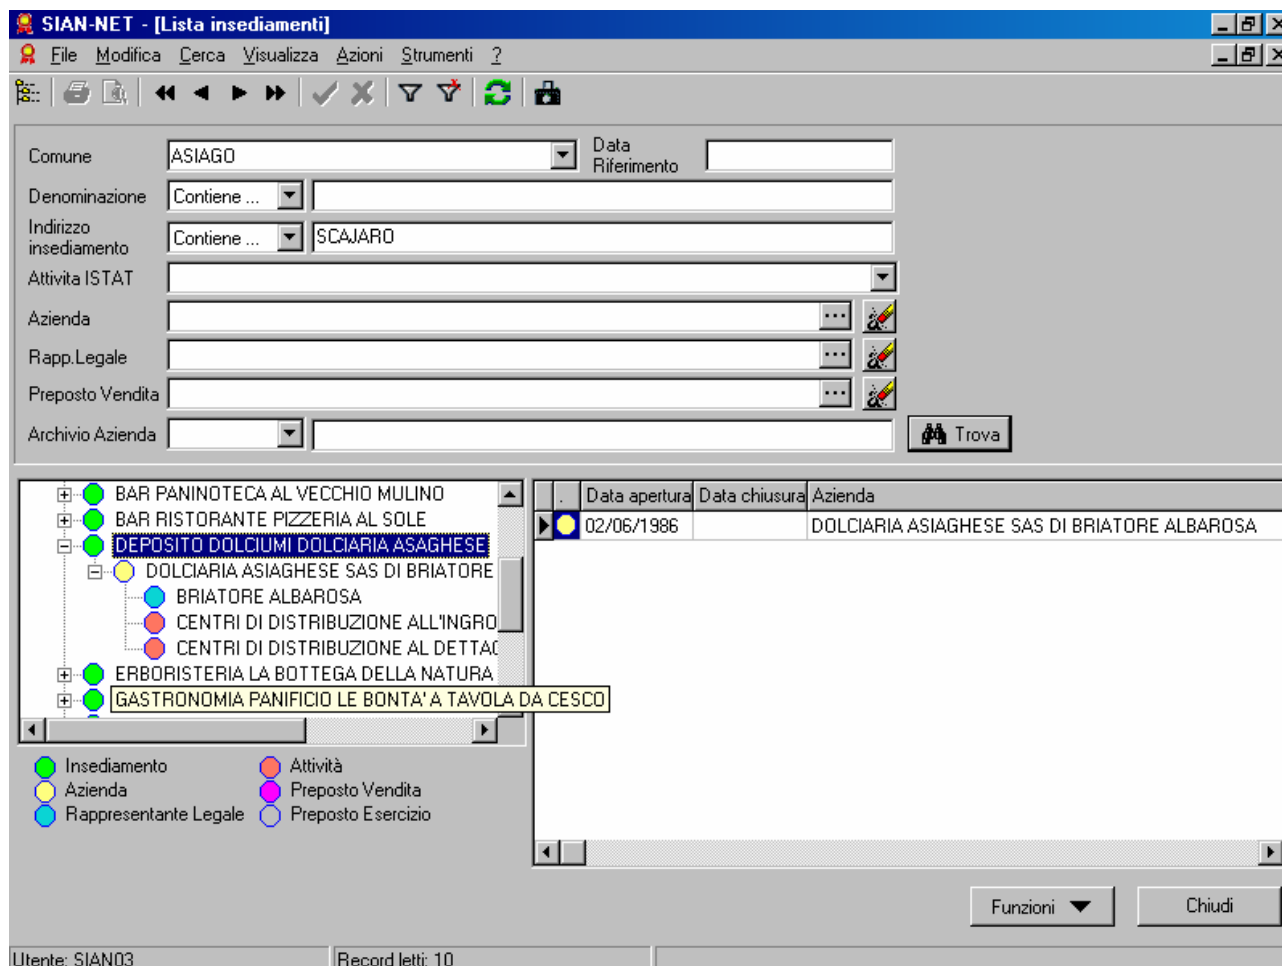 SIAN-NET - [Lista insediamenti]
File Modifica Cerca Visualizza Azioni Strumenti ?
Comune ASIAGO Data Riferimento
Denominazione Contiene ...
Indirizzo insediamento Contiene ... SCAJARO
Attivita ISTAT
Azienda ...
Rapp.Legale ...
Preposto Vendita ...
Archivio Azienda Trova
BAR PANINOTECA AL VECCHIO MULINO
BAR RISTORANTE PIZZERIA AL SOLE
DEPOSITO DOLCIUMI DOLCIARIA ASAGHESE
DOLCIARIA ASIAGHESE SAS DI BRIATORE
BRIATORE ALBAROSA
CENTRI DI DISTRIBUZIONE ALL'INGRO
CENTRI DI DISTRIBUZIONE AL DETTAG
ERBORISTERIA LA BOTTEGA DELLA NATURA
GASTRONOMIA PANIFICIO LE BONTA' A TAVOLA DA CESCO
. Data apertura Data chiusura Azienda
02/06/1986 DOLCIARIA ASIAGHESE SAS DI BRIATORE ALBAROSA
Insediamento Attività
Azienda Preposto Vendita
Rappresentante Legale Preposto Esercizio
Funzioni Chiudi
Utente: SIAN03 Record letti: 10